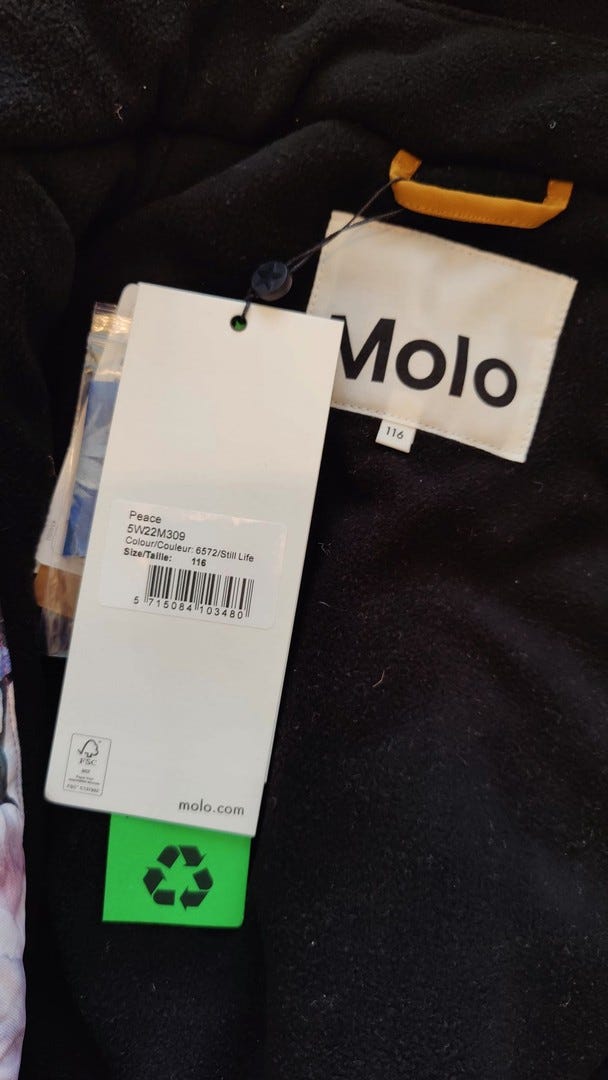 Molo
116
Peace
5W22M309
Colour/Couleur: 6572/Still Life
Size/Taille: 116
5 715084 103480
FSC
molo.com